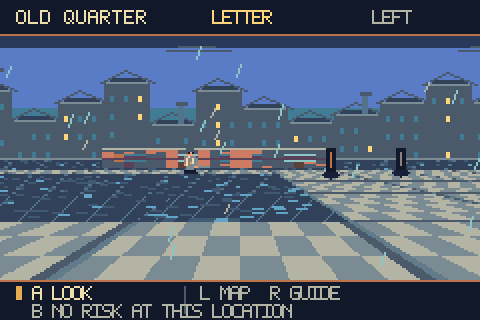 OLD QUARTER LETTER LEFT
A LOOK L MAP R GUIDE
B NO RISK AT THIS LOCATION